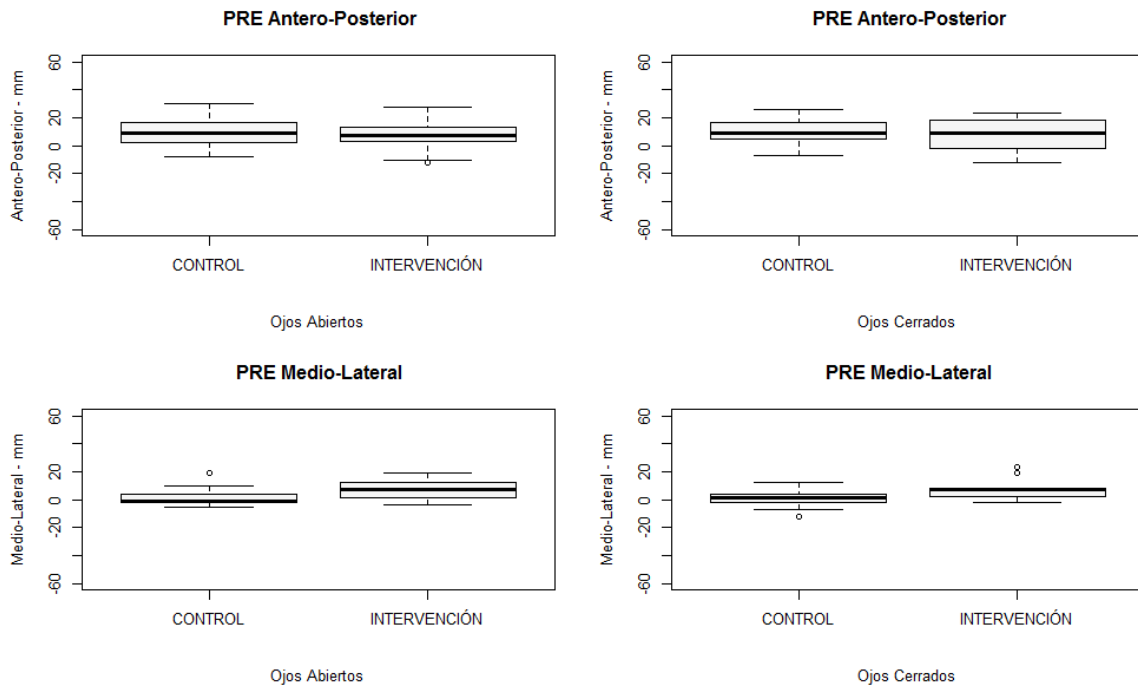 PRE Antero-Posterior
Antero-Posterior - mm
60
20
0
-20
-60
CONTROL INTERVENCIÓN
Ojos Abiertos
PRE Antero-Posterior
Antero-Posterior - mm
60
20
0
-20
-60
CONTROL INTERVENCIÓN
Ojos Cerrados
PRE Medio-Lateral
Medio-Lateral - mm
60
20
0
-20
-60
CONTROL INTERVENCIÓN
Ojos Abiertos
PRE Medio-Lateral
Medio-Lateral - mm
60
20
0
-20
-60
CONTROL INTERVENCIÓN
Ojos Cerrados